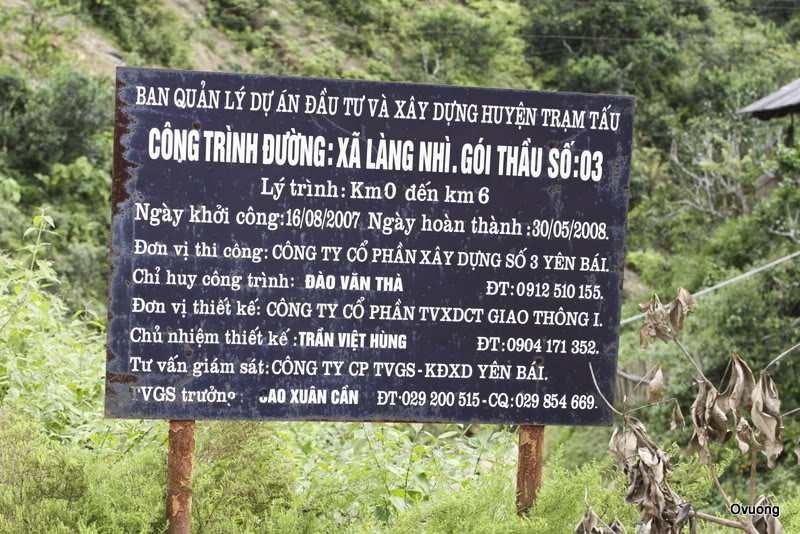 BAN QUẢN LÝ DỰ ÁN ĐẦU TƯ VÀ XÂY DỰNG HUYỆN TRẠM TẤU
CÔNG TRÌNH ĐƯỜNG: XÃ LÀNG NHÌ. GÓI THẦU SỐ:03
Lý trình: Km0 đến km 6
Ngày khởi công:16/08/2007 Ngày hoàn thành :30/05/2008.
Đơn vị thi công: CÔNG TY CỔ PHẦN XÂY DỰNG SỐ 3 YÊN BÁI.
Chỉ huy công trình: ĐÀO VĂN THÀ ĐT: 0912 510 155.
Đơn vị thiết kế: CÔNG TY CỔ PHẦN TVXDCT GIAO THÔNG I.
Chủ nhiệm thiết kế :TRẦN VIỆT HÙNG ĐT: 0904 171 352.
Tư vấn giám sát: CÔNG TY CP TVGS - KĐXD YÊN BÁI.
TVGS trưởng : CAO XUÂN CẦN ĐT: 029 200 515 - CQ: 029 854 669.
Ovuong